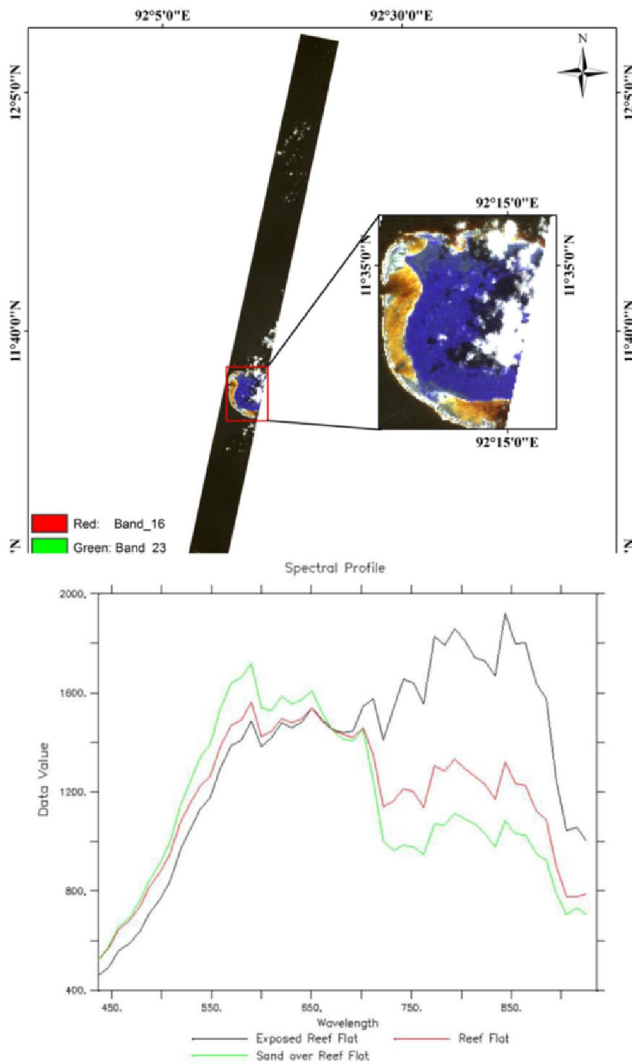 92°5'0"E 92°30'0"E
N
12°5'0"N 12°5'0"N
92°15'0"E
11°35'0"N 11°35'0"N
11°40'0"N 11°40'0"N
92°15'0"E
Red: Band_16
Green: Band_23
Spectral Profile
2000.
1600.
1200.
800.
400.
Data Value
450. 550. 650. 750. 850.
Wavelength
Exposed Reef Flat Reef Flat
Sand over Reef Flat